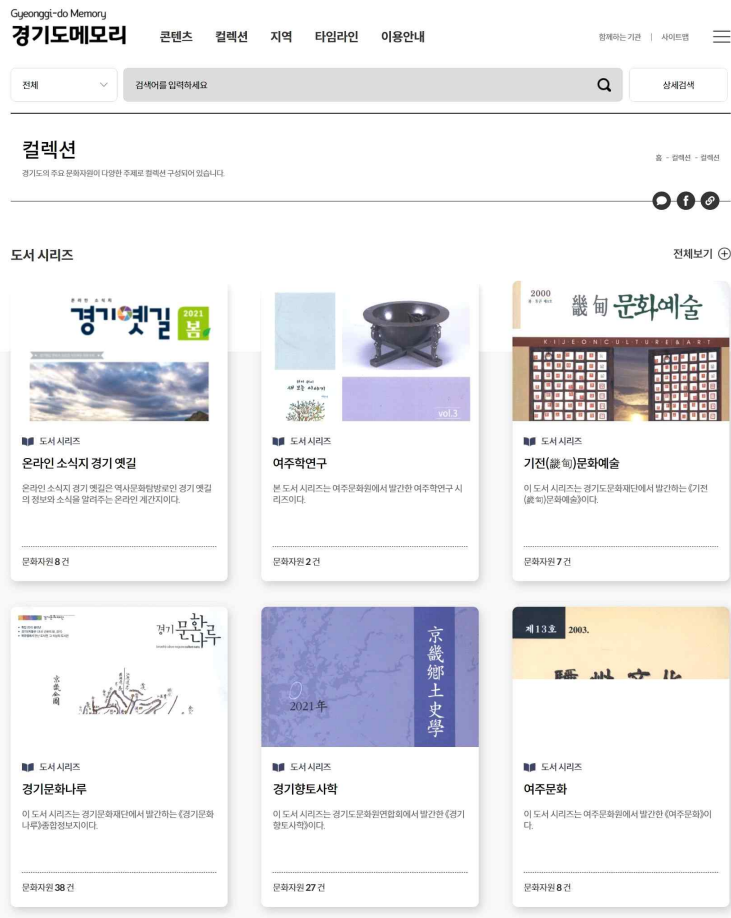 Gyeonggi-do Memory
경기도메모리
콘텐츠 컬렉션 지역 타임라인 이용안내
함께하는 기관 | 사이트맵
전체
검색어를 입력하세요
상세검색
컬렉션
경기도의 주요 문화자원이 다양한 주제로 컬렉션 구성되어 있습니다.
홈 - 컬렉션 - 컬렉션
도서 시리즈
전체보기
온라인 소식지
경기옛길
2021
봄
도서 시리즈
온라인 소식지 경기 옛길
온라인 소식지 경기 옛길은 역사문화탐방로인 경기 옛길
의 정보와 소식을 알려주는 온라인 계간지이다.
문화자원 8 건
vol.3
도서 시리즈
여주학연구
본 도서 시리즈는 여주문화원에서 발간한 여주학연구 시
리즈이다.
문화자원 2 건
2000
畿甸 문화예술
KIJEON CULTURE & ART
도서 시리즈
기전(畿甸)문화예술
이 도서 시리즈는 경기도문화재단에서 발간하는 《기전
(畿甸)문화예술》이다.
문화자원 7 건
경기문화나루
도서 시리즈
경기문화나루
이 도서 시리즈는 경기문화재단에서 발간하는 《경기문화
나루》종합정보지이다.
문화자원 38 건
京畿鄕土史學
2021年
도서 시리즈
경기향토사학
이 도서 시리즈는 경기도문화원연합회에서 발간한 《경기
향토사학》이다.
문화자원 27 건
제13호 2003.
도서 시리즈
여주문화
이 도서 시리즈는 여주문화원에서 발간한 《여주문화》이
다.
문화자원 8 건